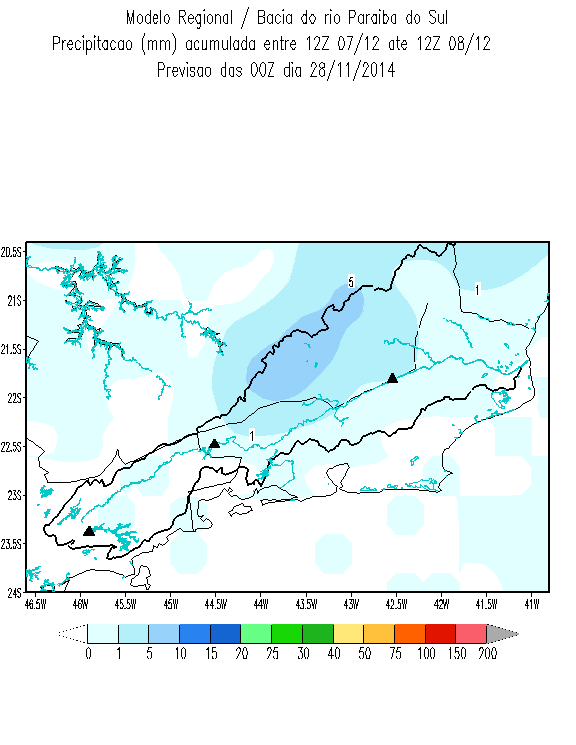 Modelo Regional / Bacia do rio Paraiba do Sul
Precipitacao (mm) acumulada entre 12Z 07/12 ate 12Z 08/12
Previsao das 00Z dia 28/11/2014
20.5S
21S
21.5S
22S
22.5S
23S
23.5S
24S
5
1
1
46.5W 46W 45.5W 45W 44.5W 44W 43.5W 43W 42.5W 42W 41.5W 41W
0 1 5 10 15 20 25 30 40 50 75 100 150 200